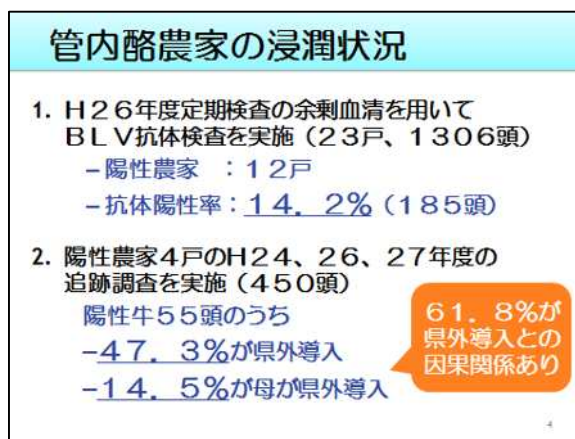 管内酪農家の浸潤状況
1. H26年度定期検査の余剰血清を用いて
BLV抗体検査を実施(23戸、1306頭)
－陽性農家 :12戸
－抗体陽性率:14.2%(185頭)
2. 陽性農家4戸のH24、26、27年度の
追跡調査を実施(450頭)
陽性牛55頭のうち
－47.3%が県外導入
－14.5%が母が県外導入
61.8%が
県外導入との
因果関係あり
4